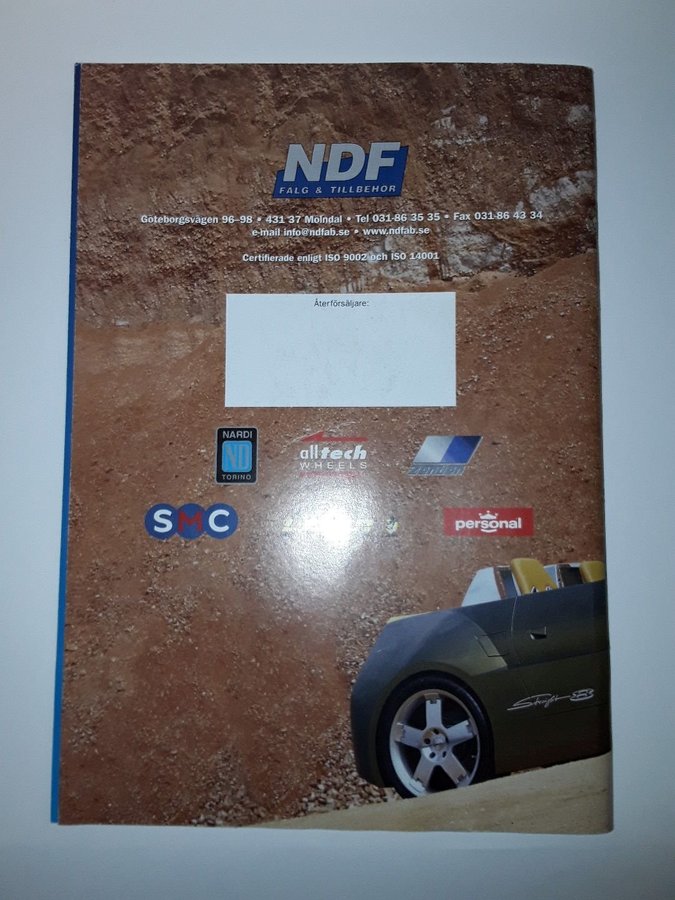 NDF
FÄLG & TILLBEHÖR
Göteborgsvägen 96-98 • 431 37 Mölndal • Tel 031-86 35 35 • Fax 031-86 43 34
e-mail info@ndfab.se • www.ndfab.se
Certifierade enligt ISO 9002 och ISO 14001
Återförsäljare:
NARDI
ND
TORINO
alltech
WHEELS
SMC
personal